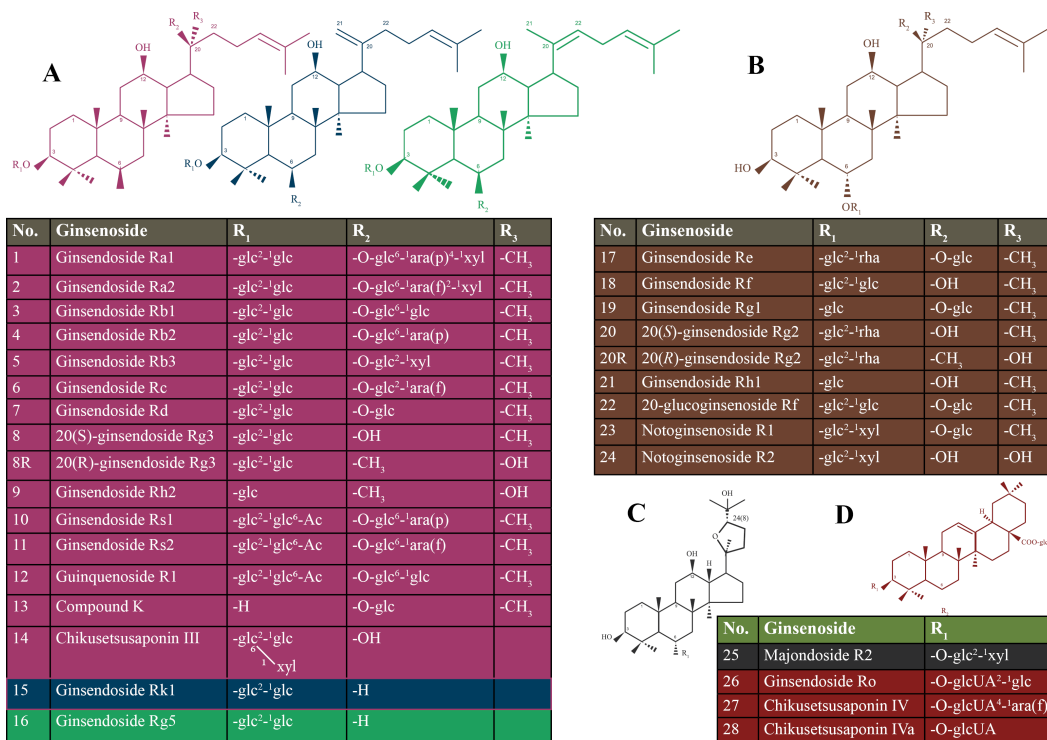 A
B
R₂ R₃ 22 20 OH 12 1 9 3 R₁O 6
21 22 20 OH 12 1 9 3 R₁O 6 R₂
21 22 20 OH 12 1 9 3 R₁O 6 R₂
R₂ R₃ 22 20 OH 12 1 9 3 HO 6 OR₁
No. Ginsenoside R₁ R₂ R₃
1 Ginsendoside Ra1 -glc²-¹glc -O-glc⁶-¹ara(p)⁴-¹xyl -CH₃
2 Ginsendoside Ra2 -glc²-¹glc -O-glc⁶-¹ara(f)²-¹xyl -CH₃
3 Ginsendoside Rb1 -glc²-¹glc -O-glc⁶-¹glc -CH₃
4 Ginsendoside Rb2 -glc²-¹glc -O-glc⁶-¹ara(p) -CH₃
5 Ginsendoside Rb3 -glc²-¹glc -O-glc²-¹xyl -CH₃
6 Ginsendoside Rc -glc²-¹glc -O-glc⁶-¹ara(f) -CH₃
7 Ginsendoside Rd -glc²-¹glc -O-glc -CH₃
8 20(S)-ginsendoside Rg3 -glc²-¹glc -OH -CH₃
8R 20(R)-ginsendoside Rg3 -glc²-¹glc -CH₃ -OH
9 Ginsendoside Rh2 -glc -CH₃ -OH
10 Ginsendoside Rs1 -glc²-¹glc⁶-Ac -O-glc⁶-¹ara(p) -CH₃
11 Ginsendoside Rs2 -glc²-¹glc⁶-Ac -O-glc⁶-¹ara(f) -CH₃
12 Guinquenoside R1 -glc²-¹glc⁶-Ac -O-glc⁶-¹glc -CH₃
13 Compound K -H -O-glc -CH₃
14 Chikusetsusaponin III -glc²-¹glc -OH
6
1 xyl
15 Ginsendoside Rk1 -glc²-¹glc -H
16 Ginsendoside Rg5 -glc²-¹glc -H
No. Ginsenoside R₁ R₂ R₃
17 Ginsendoside Re -glc²-¹rha -O-glc -CH₃
18 Ginsendoside Rf -glc²-¹glc -OH -CH₃
19 Ginsendoside Rg1 -glc -O-glc -CH₃
20 20(S)-ginsendoside Rg2 -glc²-¹rha -OH -CH₃
20R 20(R)-ginsendoside Rg2 -glc²-¹rha -CH₃ -OH
21 Ginsendoside Rh1 -glc -OH -CH₃
22 20-glucoginsenoside Rf -glc²-¹glc -O-glc -CH₃
23 Notoginsenoside R1 -glc²-¹xyl -O-glc -CH₃
24 Notoginsenoside R2 -glc²-¹xyl -OH -OH
C
OH 24(8) O OH H HO R₁
D
H COO-glc R₁ R₁
No. Ginsenoside R₁
25 Majondoside R2 -O-glc²-¹xyl
26 Ginsendoside Ro -O-glcUA²-¹glc
27 Chikusetsusaponin IV -O-glcUA⁴-¹ara(f)
28 Chikusetsusaponin IVa -O-glcUA